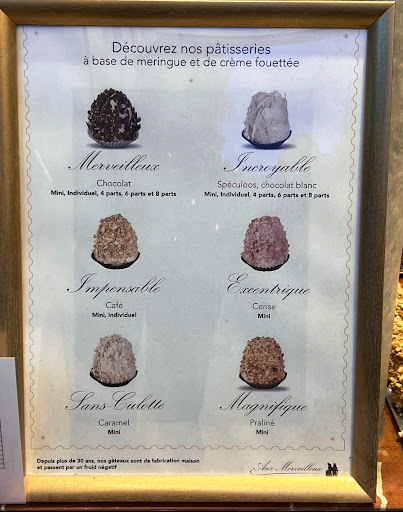 Découvrez nos pâtisseries
à base de meringue et de crème fouettée
Merveilleux
Chocolat
Mini, Individuel, 4 parts, 6 parts et 8 parts
Incroyable
Spéculoos, chocolat blanc
Mini, Individuel, 4 parts, 6 parts et 8 parts
Impensable
Café
Mini, individuel
Excentrique
Cerise
Mini
Sans-Culotte
Caramel
Mini
Magnifique
Praliné
Mini
Depuis plus de 30 ans, nos gâteaux sont de fabrication maison
et passent par un froid négatif
Aux Merveilleux